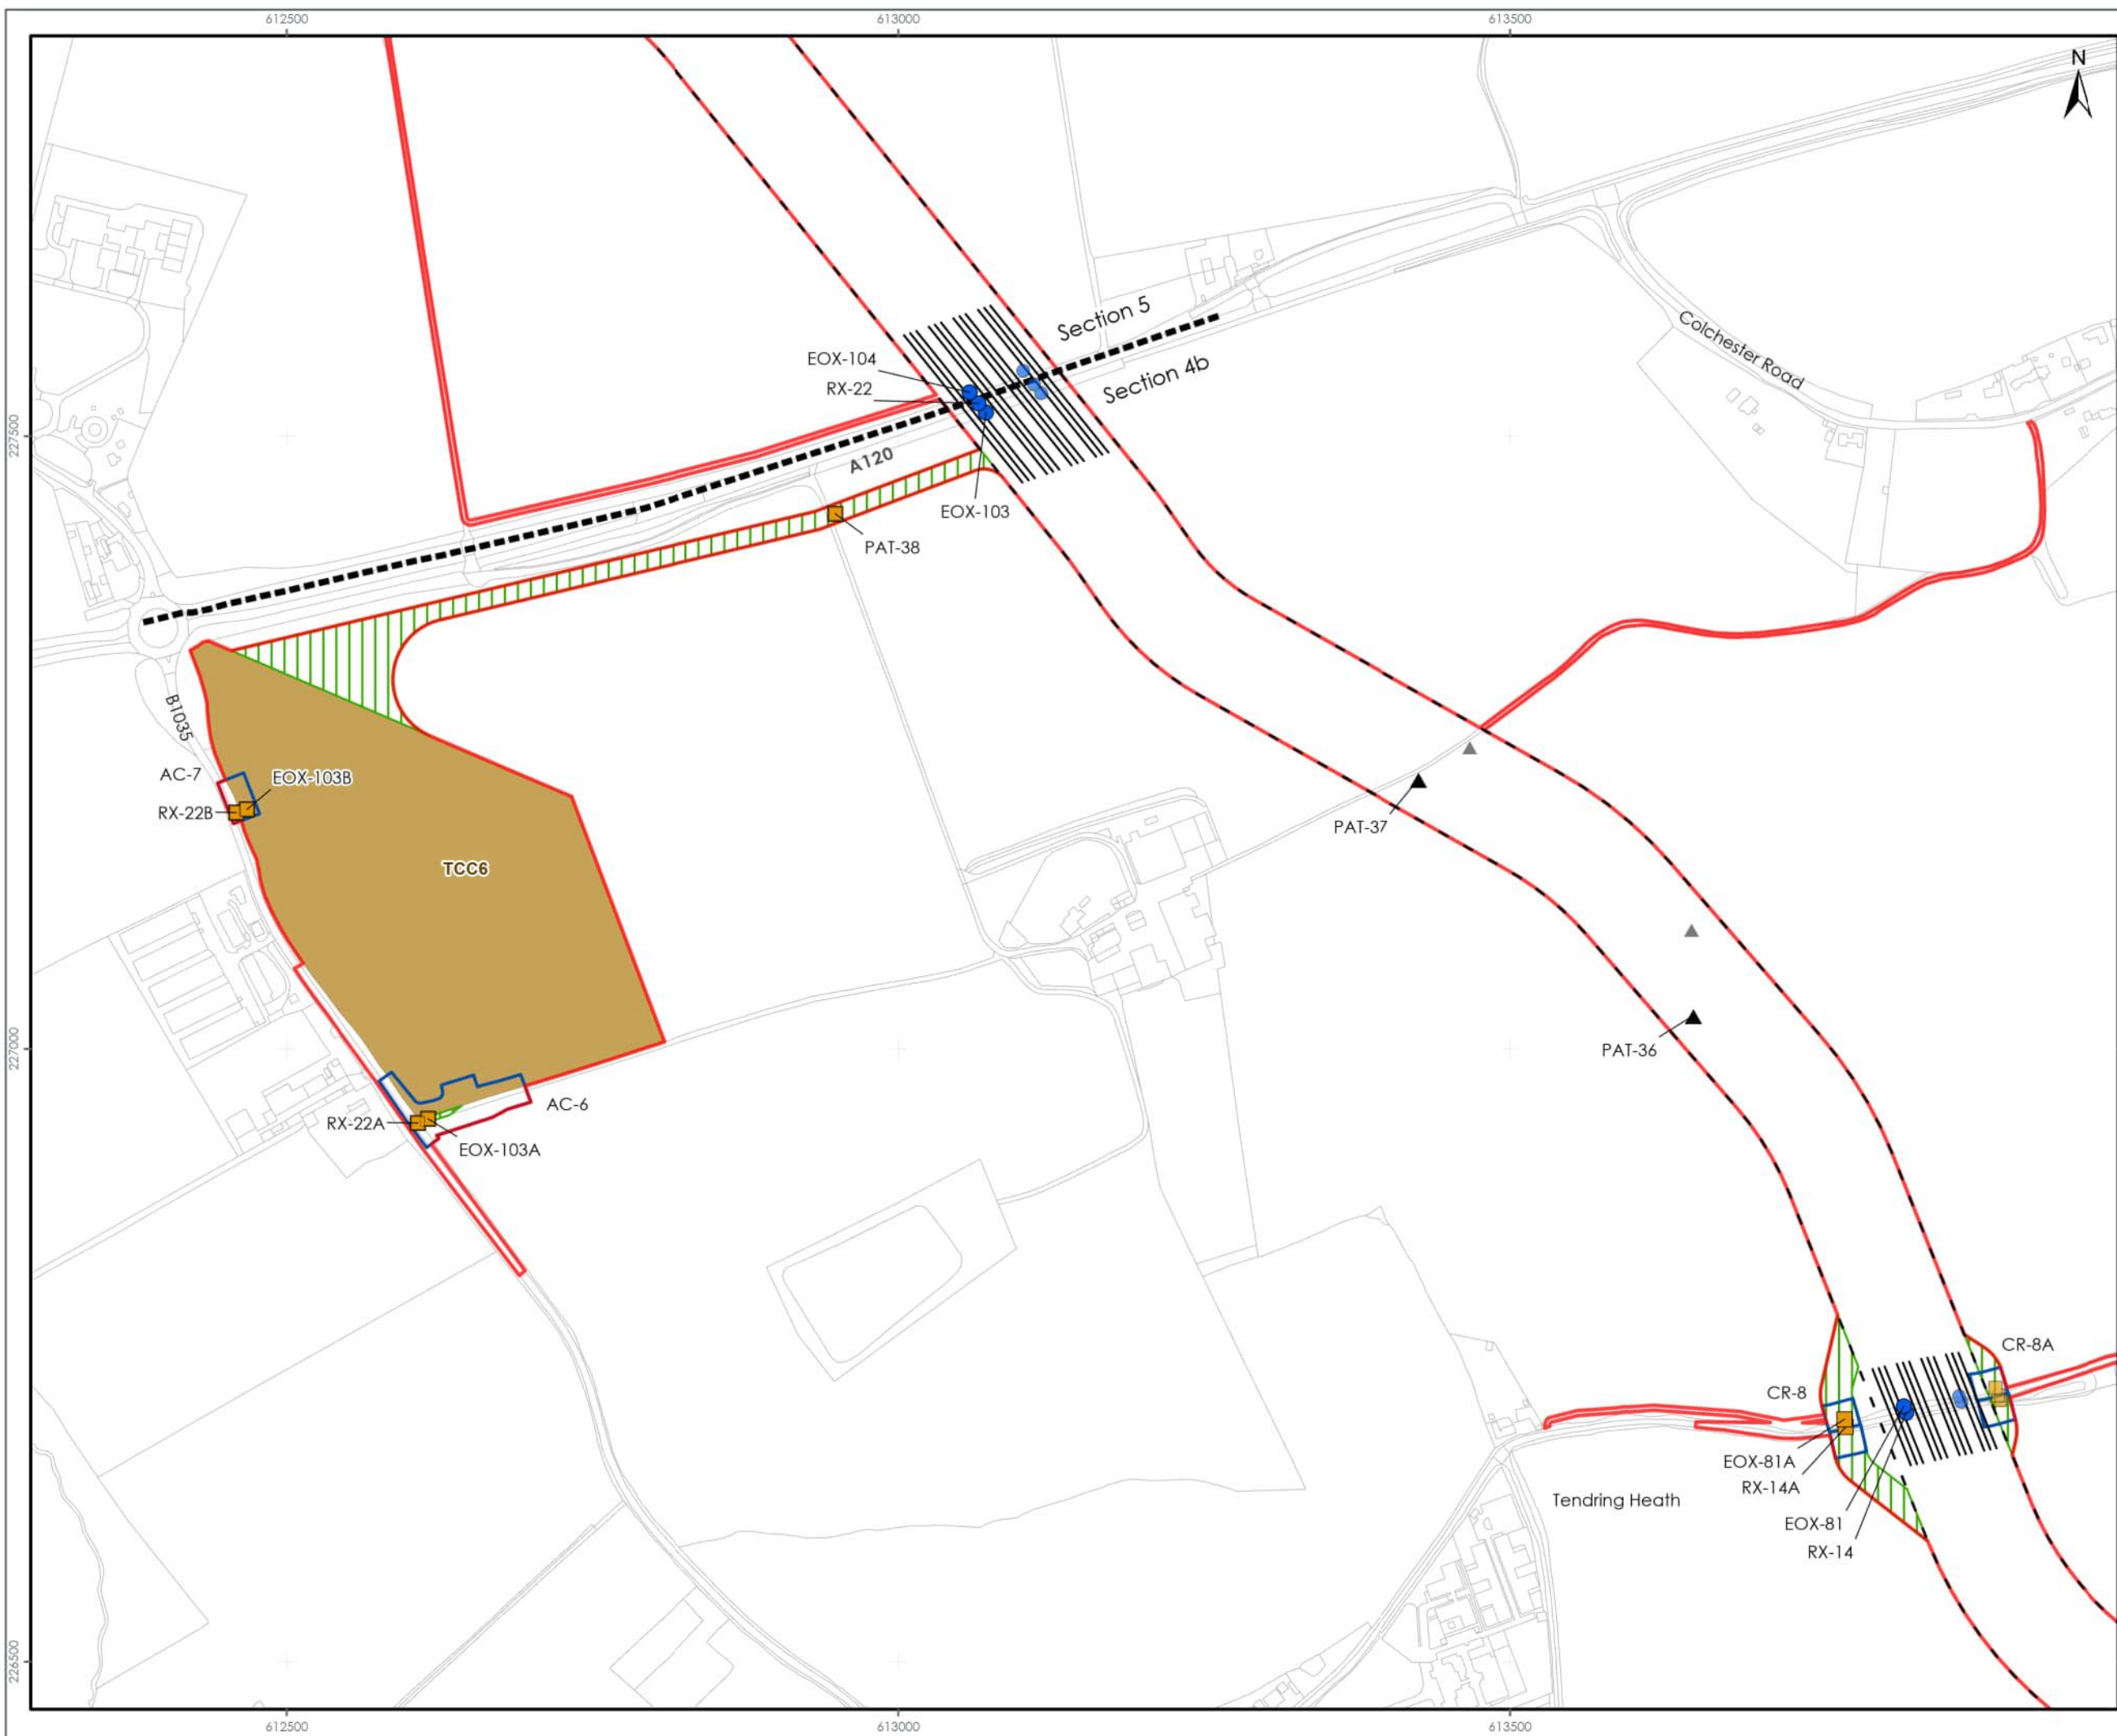 612500
613000
613500
N
Section 5
Colchester Road
EOX-104
Section 4b
RX-22
227500
A120
EOX-103
PAT-38
B1035
AC-7
EOX-103B
RX-22B
PAT-37
TCC6
227000
PAT-36
AC-6
RX-22A
EOX-103A
CR-8A
CR-8
EOX-81A
RX-14A
Tendring Heath
EOX-81
RX-14
226500
612500
613000
613500